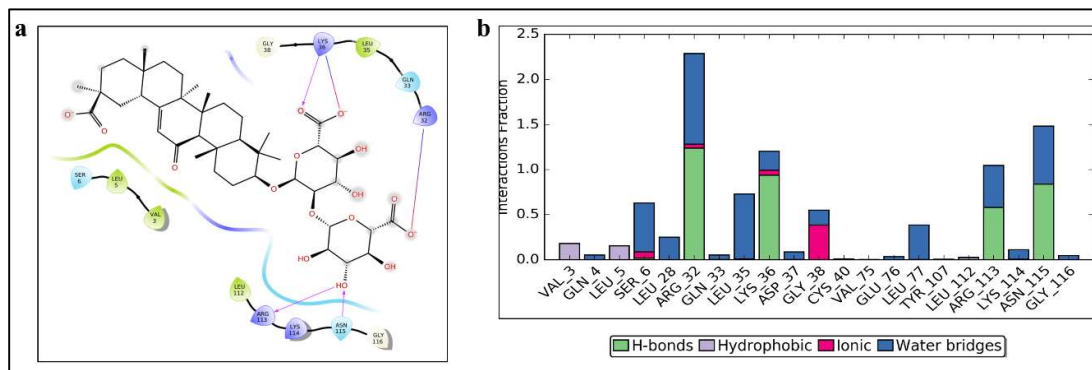 a
GLY 38
LYS 36
LEU 35
GLN 33
ARG 32
O⁻
O
O
O
O⁻
O
OH
O
OH
SER 6
LEU 5
VAL 3
O
O
O
O
O
O⁻
HO
OH
HO
LEU 112
ARG 113
LYS 114
ASN 115
GLY 116
b
Interactions Fraction
2.5
2.0
1.5
1.0
0.5
0.0
VAL_3
GLN_4
LEU_5
SER_6
LEU_28
ARG_32
GLN_33
LEU_35
LYS_36
ASP_37
GLY_38
CYS_40
VAL_75
GLU_76
LEU_77
TYR_107
LEU_112
ARG_113
LYS_114
ASN_115
GLY_116
H-bonds Hydrophobic Ionic Water bridges